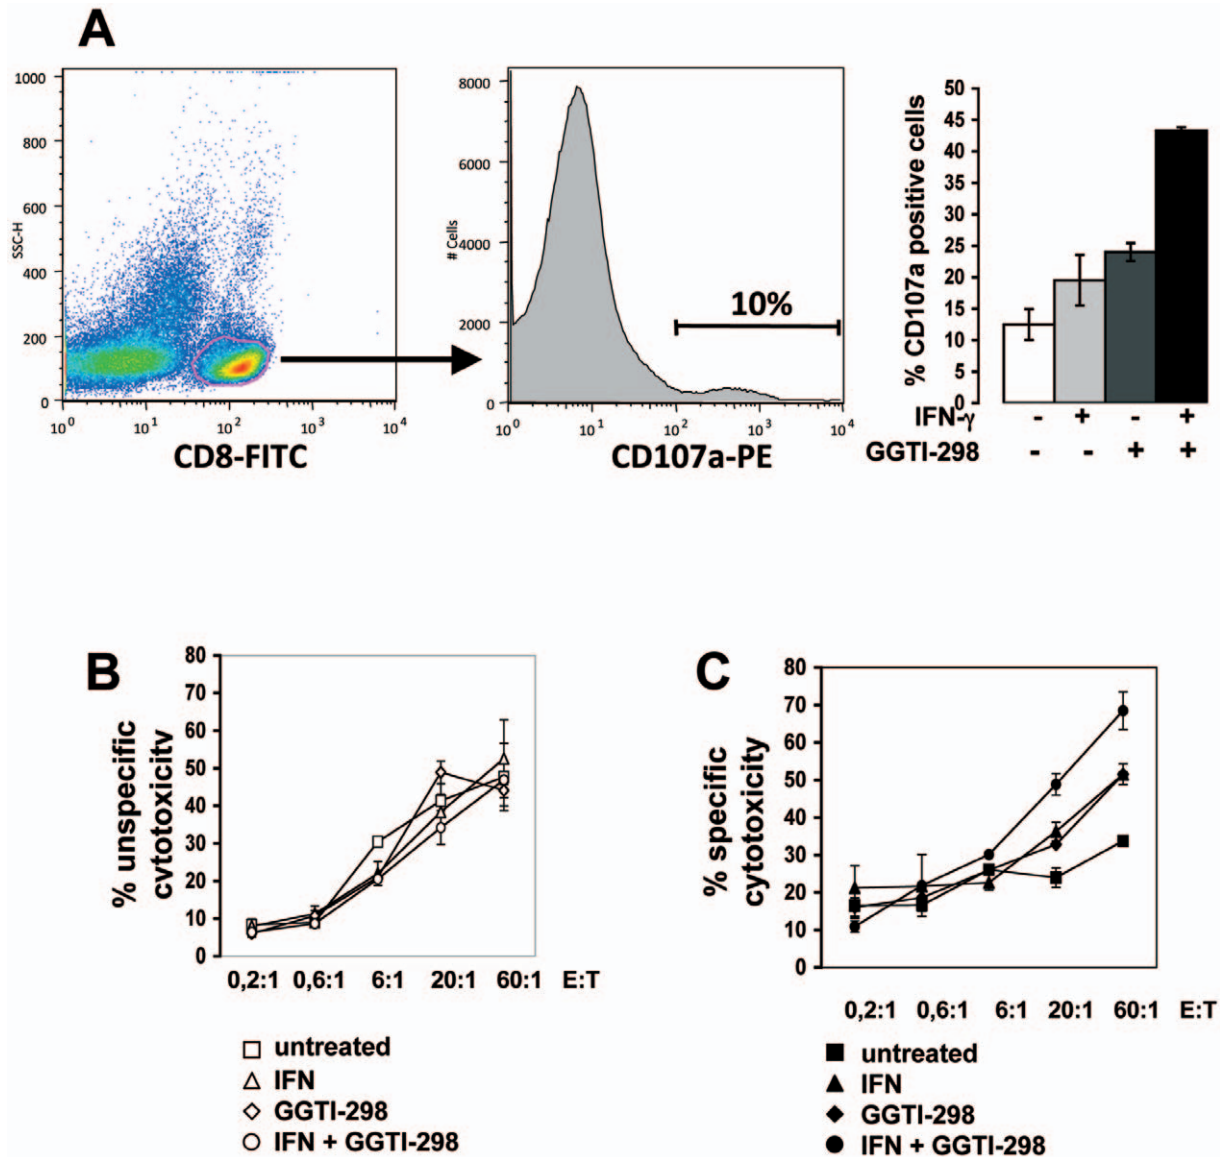 A
1000
800
600
400
200
0
SSC-H
10^0 10^1 10^2 10^3 10^4
CD8-FITC
8000
6000
4000
2000
0
# Cells
10%
10^0 10^1 10^2 10^3 10^4
CD107a-PE
50
45
40
35
30
25
20
15
10
5
0
% CD107a positive cells
IFN-γ - + - +
GGTI-298 - - + +
B
80
70
60
50
40
30
20
10
0
% unspecific
cvtotoxicitv
0,2:1 0,6:1 6:1 20:1 60:1 E:T
untreated
IFN
GGTI-298
IFN + GGTI-298
C
80
70
60
50
40
30
20
10
0
% specific
cytotoxicity
0,2:1 0,6:1 6:1 20:1 60:1 E:T
untreated
IFN
GGTI-298
IFN + GGTI-298